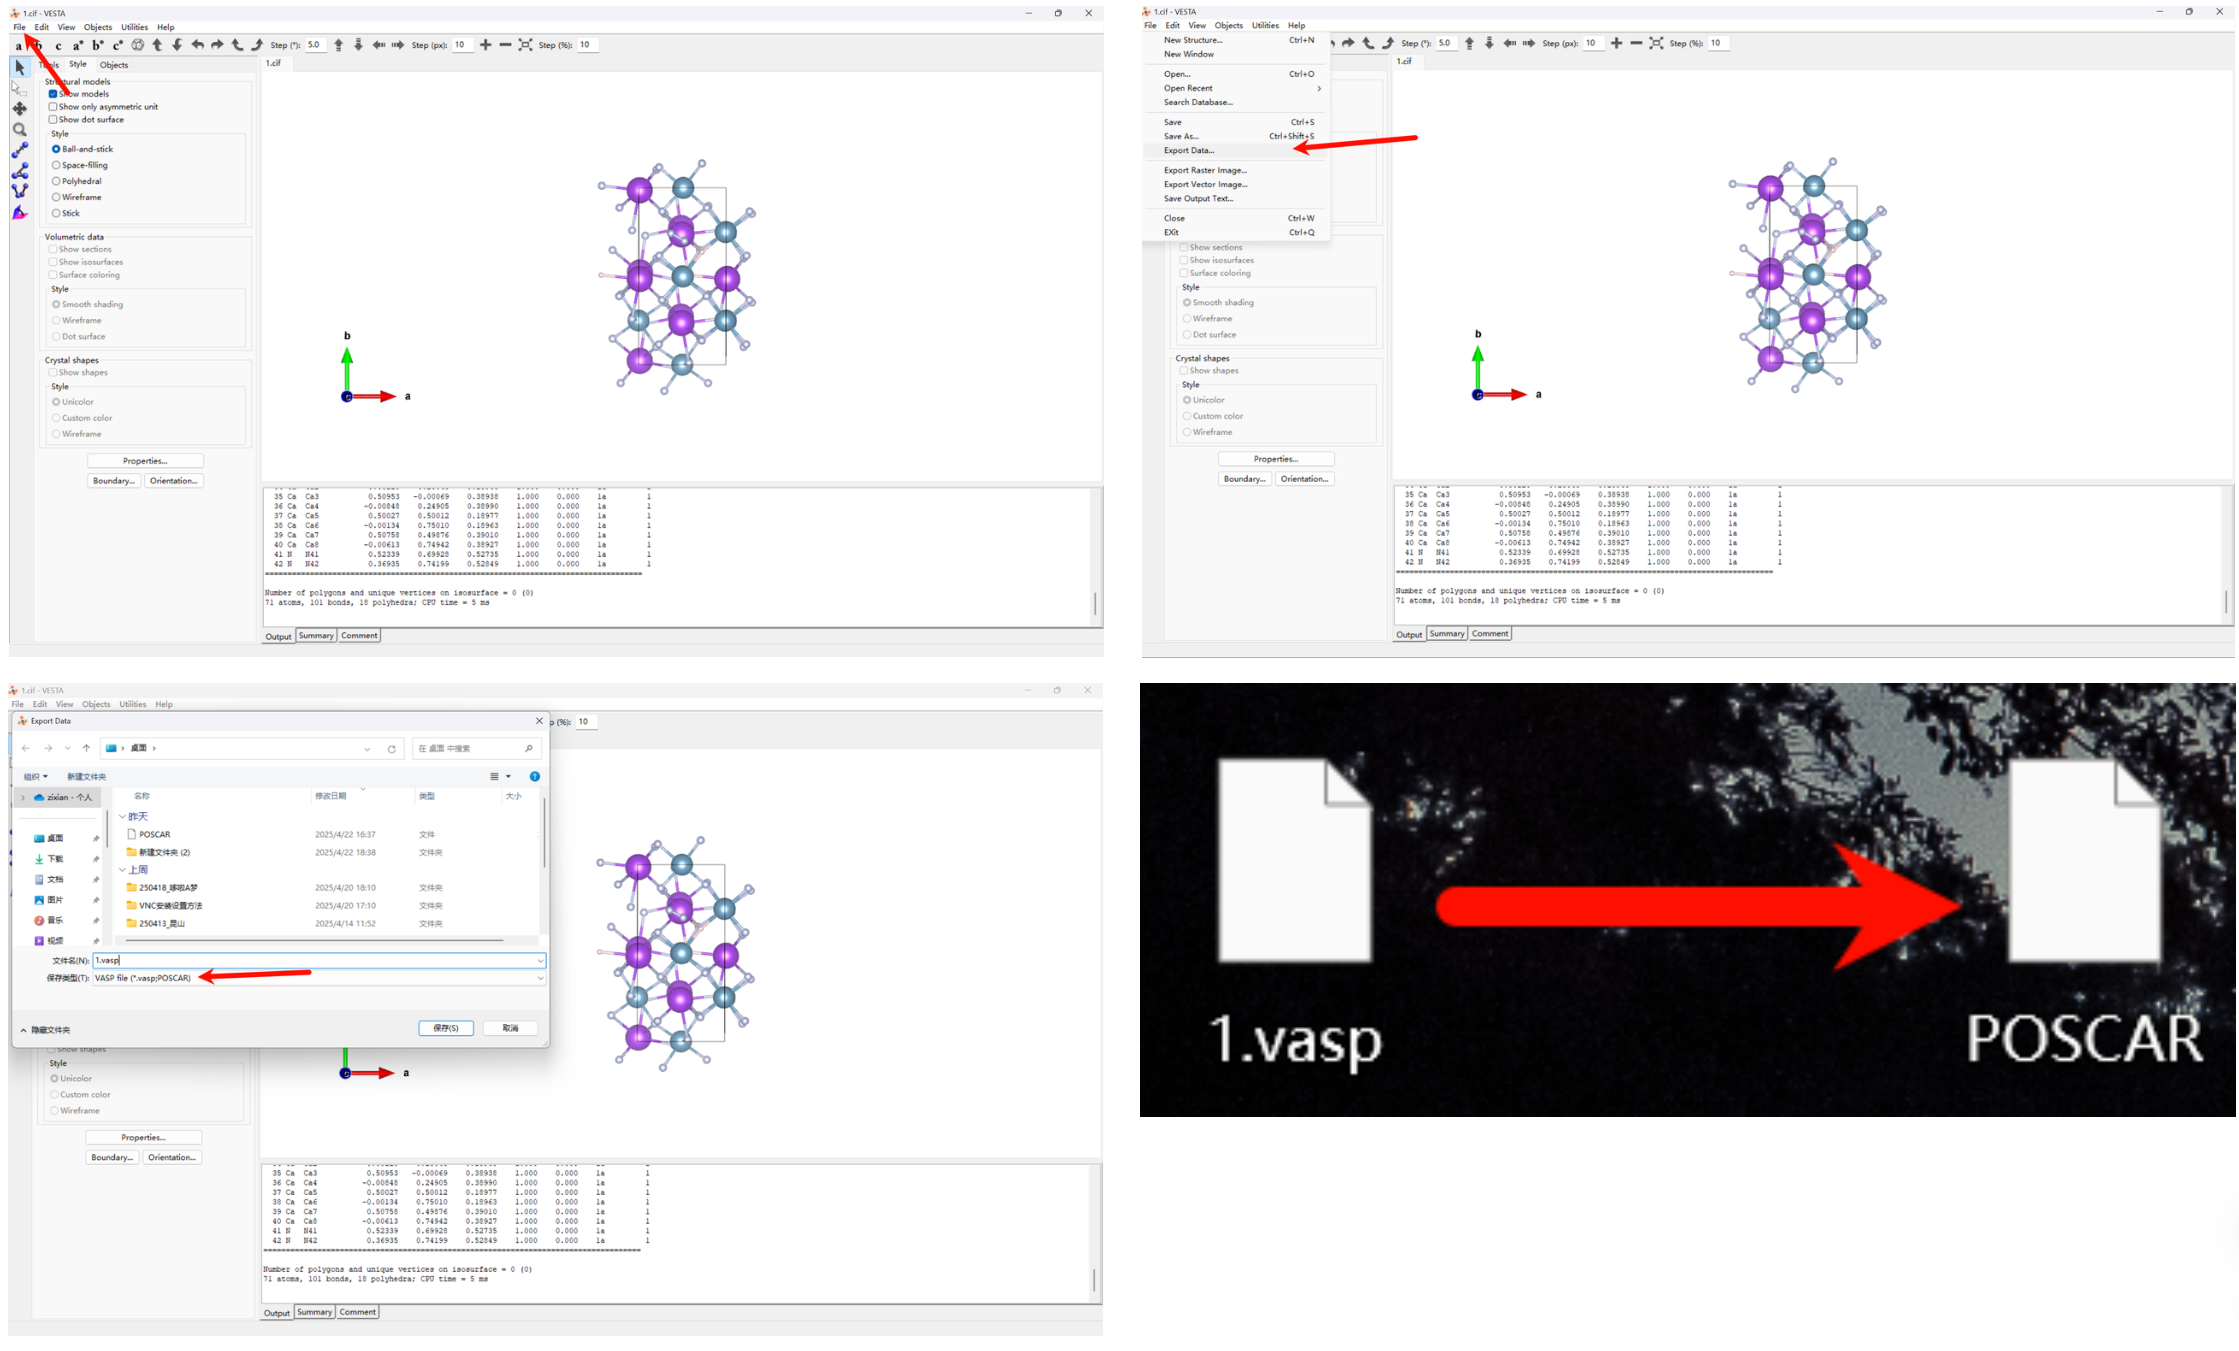 1.cif - VESTA
File Edit View Objects Utilities Help
a b c a* b* c* Step (°): 5.0 Step (px): 10 Step (%): 10
Tools Style Objects
1.cif
Structural models
Show models
Show only asymmetric unit
Show dot surface
Style
Ball-and-stick
Space-filling
Polyhedral
Wireframe
Stick
Volumetric data
Show sections
Show isosurfaces
Surface coloring
Style
Smooth shading
Wireframe
Dot surface
Crystal shapes
Show shapes
Style
Unicolor
Custom color
Wireframe
Properties...
Boundary... Orientation...
b
a
35 Ca Ca3 0.50953 -0.00069 0.38938 1.000 0.000 1a 1
36 Ca Ca4 -0.00848 0.24905 0.38990 1.000 0.000 1a 1
37 Ca Ca5 0.50027 0.50012 0.18977 1.000 0.000 1a 1
38 Ca Ca6 -0.00134 0.75010 0.18963 1.000 0.000 1a 1
39 Ca Ca7 0.50758 0.49876 0.39010 1.000 0.000 1a 1
40 Ca Ca8 -0.00613 0.74942 0.38927 1.000 0.000 1a 1
41 N N41 0.52339 0.69928 0.52735 1.000 0.000 1a 1
42 N N42 0.36935 0.74199 0.52849 1.000 0.000 1a 1
Number of polygons and unique vertices on isosurface = 0 (0)
71 atoms, 101 bonds, 18 polyhedra; CPU time = 5 ms
Output Summary Comment
1.cif - VESTA
File Edit View Objects Utilities Help
New Structure... Ctrl+N
New Window
Open... Ctrl+O
Open Recent
Search Database...
Save Ctrl+S
Save As... Ctrl+Shift+S
Export Data...
Export Raster Image...
Export Vector Image...
Save Output Text...
Close Ctrl+W
EXit Ctrl+Q
Step (°): 5.0 Step (px): 10 Step (%): 10
1.cif
Show sections
Show isosurfaces
Surface coloring
Style
Smooth shading
Wireframe
Dot surface
Crystal shapes
Show shapes
Style
Unicolor
Custom color
Wireframe
Properties...
Boundary... Orientation...
b
a
35 Ca Ca3 0.50953 -0.00069 0.38938 1.000 0.000 1a 1
36 Ca Ca4 -0.00848 0.24905 0.38990 1.000 0.000 1a 1
37 Ca Ca5 0.50027 0.50012 0.18977 1.000 0.000 1a 1
38 Ca Ca6 -0.00134 0.75010 0.18963 1.000 0.000 1a 1
39 Ca Ca7 0.50758 0.49876 0.39010 1.000 0.000 1a 1
40 Ca Ca8 -0.00613 0.74942 0.38927 1.000 0.000 1a 1
41 N N41 0.52339 0.69928 0.52735 1.000 0.000 1a 1
42 N N42 0.36935 0.74199 0.52849 1.000 0.000 1a 1
Number of polygons and unique vertices on isosurface = 0 (0)
71 atoms, 101 bonds, 18 polyhedra; CPU time = 5 ms
Output Summary Comment
1.cif - VESTA
File Edit View Objects Utilities Help
Export Data
p (%): 10
桌面
在 桌面 中搜索
组织 新建文件夹
zixian - 个人
名称 修改日期 类型 大小
昨天
POSCAR 2025/4/22 16:37 文件
新建文件夹 (2) 2025/4/22 18:38 文件夹
上周
250418_哆啦A梦 2025/4/20 18:10 文件夹
VNC安装设置方法 2025/4/20 17:10 文件夹
250413_昆山 2025/4/14 11:52 文件夹
桌面
下载
文档
图片
音乐
视频
文件名(N): 1.vasp
保存类型(T): VASP file (*.vasp;POSCAR)
隐藏文件夹 保存(S) 取消
Show shapes
Style
Unicolor
Custom color
Wireframe
Properties...
Boundary... Orientation...
a
35 Ca Ca3 0.50953 -0.00069 0.38938 1.000 0.000 1a 1
36 Ca Ca4 -0.00848 0.24905 0.38990 1.000 0.000 1a 1
37 Ca Ca5 0.50027 0.50012 0.18977 1.000 0.000 1a 1
38 Ca Ca6 -0.00134 0.75010 0.18963 1.000 0.000 1a 1
39 Ca Ca7 0.50758 0.49876 0.39010 1.000 0.000 1a 1
40 Ca Ca8 -0.00613 0.74942 0.38927 1.000 0.000 1a 1
41 N N41 0.52339 0.69928 0.52735 1.000 0.000 1a 1
42 N N42 0.36935 0.74199 0.52849 1.000 0.000 1a 1
Number of polygons and unique vertices on isosurface = 0 (0)
71 atoms, 101 bonds, 18 polyhedra; CPU time = 5 ms
Output Summary Comment
1.vasp
POSCAR